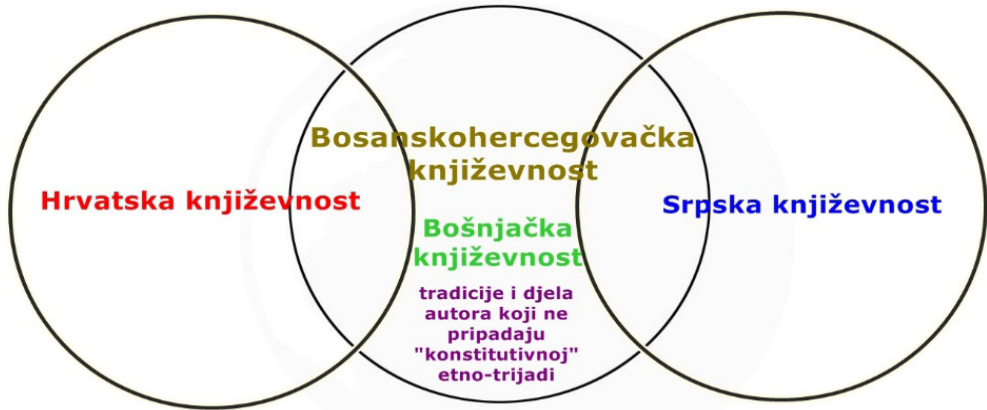 Bosanskohercegovačka
književnost
Hrvatska književnost
Srpska književnost
Bošnjačka
književnost
tradicije i djela
autora koji ne
pripadaju
"konstitutivnoj"
etno-trijadi